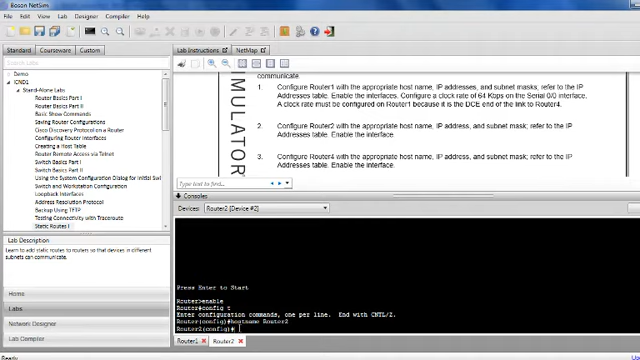 Boson NetSim
File Edit View Lab Designer Compiler Help
Standard Courseware Custom
Lab Instructions NetMap
Search Labs
Demo
ICND1
Stand-Alone Labs
Router Basics Part I
Router Basics Part II
Basic Show Commands
Saving Router Configurations
Cisco Discovery Protocol on a Router
Configuring Router Interfaces
Creating a Host Table
Router Remote Access via Telnet
Switch Basics Part I
Switch Basics Part II
Using the System Configuration Dialog for Initial Swi
Switch and Workstation Configuration
Loopback Interfaces
Address Resolution Protocol
Backup Using TFTP
Testing Connectivity with Traceroute
Static Routes I
Lab Description
Learn to add static routes to routers so that devices in different
subnets can communicate.
Home
Labs
Network Designer
Compiler
MULATOR
communicate.
1. Configure Router1 with the appropriate host name, IP addresses, and subnet masks; refer to the IP
Addresses table. Enable the interfaces. Configure a clock rate of 64 Kbps on the Serial 0/0 interface.
A clock rate must be configured on Router1 because it is the DCE end of the link to Router4.
2. Configure Router2 with the appropriate host name, IP address, and subnet mask; refer to the IP
Addresses table. Enable the interface.
3. Configure Router4 with the appropriate host name, IP address, and subnet mask; refer to the IP
Addresses table. Enable the interface.
Type text to find...
Consoles
Devices: Router2 [Device #2]
Press Enter to Start
Router>enable
Router#config t
Enter configuration commands, one per line. End with CNTL/Z.
Router(config)#hostname Router2
Router2(config)#
Router1 Router2